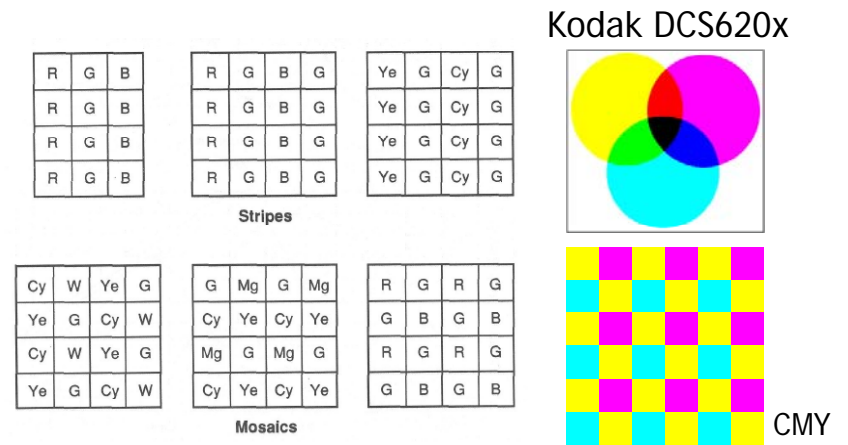 Kodak DCS620x
R G B
R G B
R G B
R G B
R G B G
R G B G
R G B G
R G B G
Ye G Cy G
Ye G Cy G
Ye G Cy G
Ye G Cy G
Stripes
Cy W Ye G
Ye G Cy W
Cy W Ye G
Ye G Cy W
G Mg G Mg
Cy Ye Cy Ye
Mg G Mg G
Cy Ye Cy Ye
R G R G
G B G B
R G R G
G B G B
Mosaics
CMY